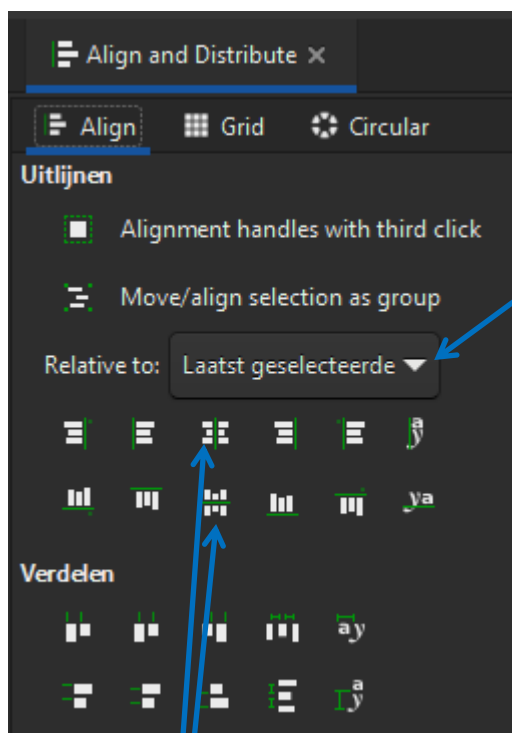 Align and Distribute ×
Align Grid Circular
Uitlijnen
Alignment handles with third click
Move/align selection as group
Relative to: Laatst geselecteerde
Verdelen